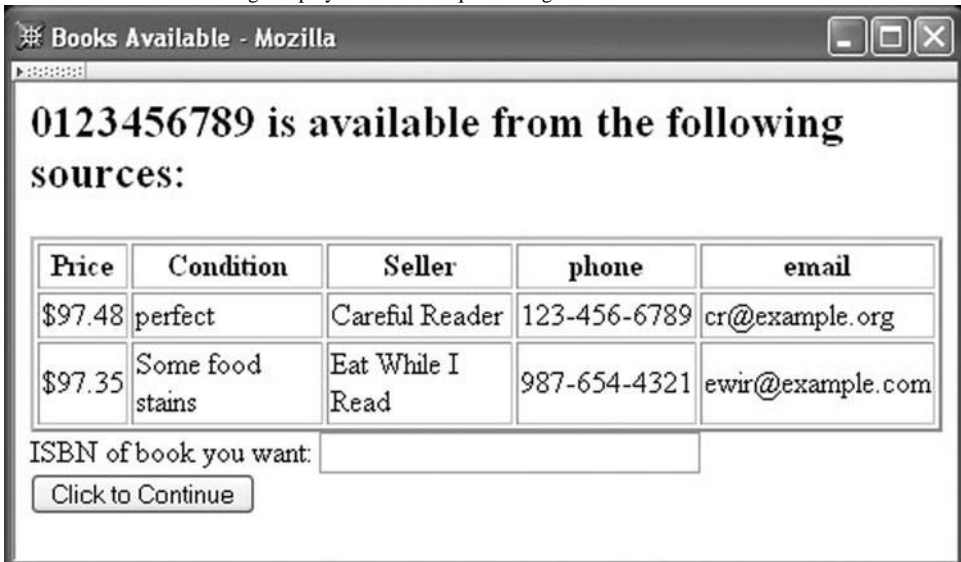 Books Available - Mozilla
0123456789 is available from the following
sources:
Price Condition Seller phone email
$97.48 perfect Careful Reader 123-456-6789 cr@example.org
$97.35 Some food stains Eat While I Read 987-654-4321 ewir@example.com
ISBN of book you want:
Click to Continue